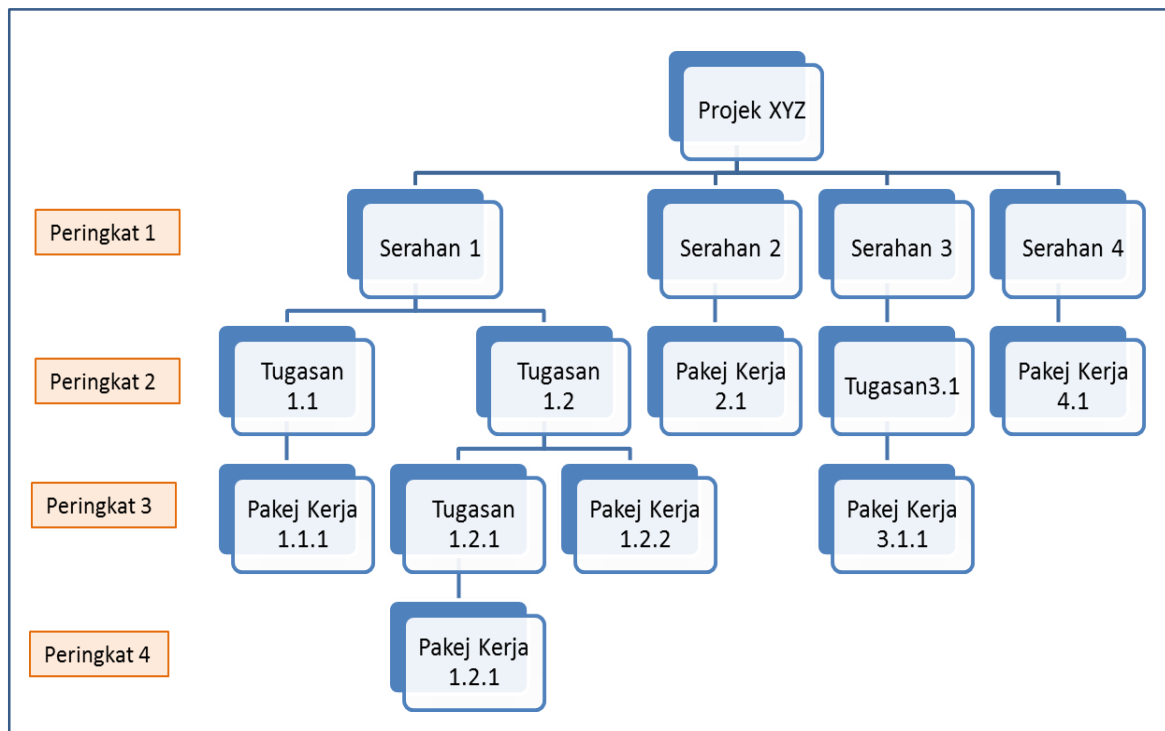 Projek XYZ
Peringkat 1
Serahan 1
Serahan 2
Serahan 3
Serahan 4
Peringkat 2
Tugasan
1.1
Tugasan
1.2
Pakej Kerja
2.1
Tugasan3.1
Pakej Kerja
4.1
Peringkat 3
Pakej Kerja
1.1.1
Tugasan
1.2.1
Pakej Kerja
1.2.2
Pakej Kerja
3.1.1
Peringkat 4
Pakej Kerja
1.2.1